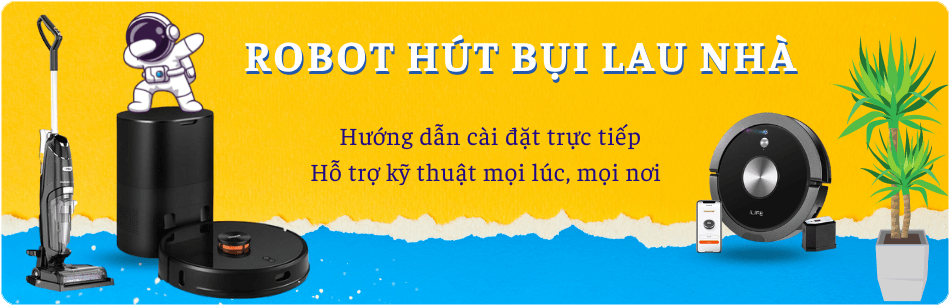 ROBOT HÚT BỤI LAU NHÀ
Hướng dẫn cài đặt trực tiếp
Hỗ trợ kỹ thuật mọi lúc, mọi nơi
ILIFE